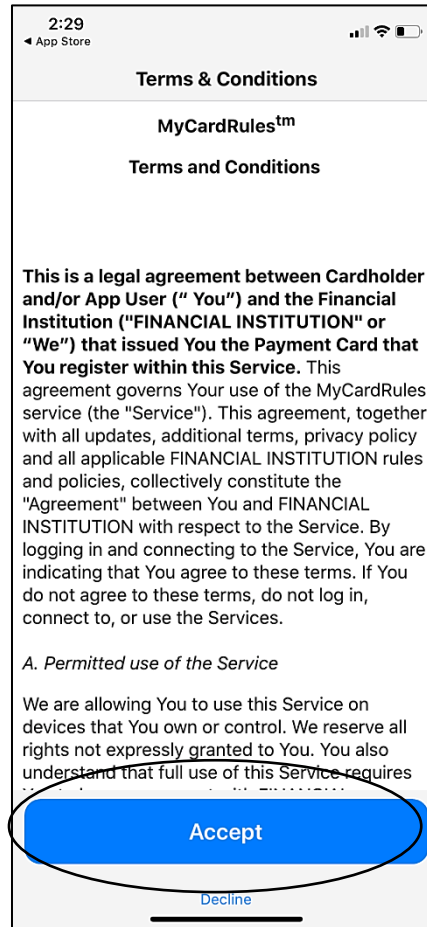 2:29
◀ App Store
Terms & Conditions
MyCardRules™
Terms and Conditions
This is a legal agreement between Cardholder
and/or App User (“ You”) and the Financial
Institution ("FINANCIAL INSTITUTION" or
“We”) that issued You the Payment Card that
You register within this Service. This
agreement governs Your use of the MyCardRules
service (the "Service"). This agreement, together
with all updates, additional terms, privacy policy
and all applicable FINANCIAL INSTITUTION rules
and policies, collectively constitute the
"Agreement" between You and FINANCIAL
INSTITUTION with respect to the Service. By
logging in and connecting to the Service, You are
indicating that You agree to these terms. If You
do not agree to these terms, do not log in,
connect to, or use the Services.
A. Permitted use of the Service
We are allowing You to use this Service on
devices that You own or control. We reserve all
rights not expressly granted to You. You also
understand that full use of this Service requires
Accept
Decline